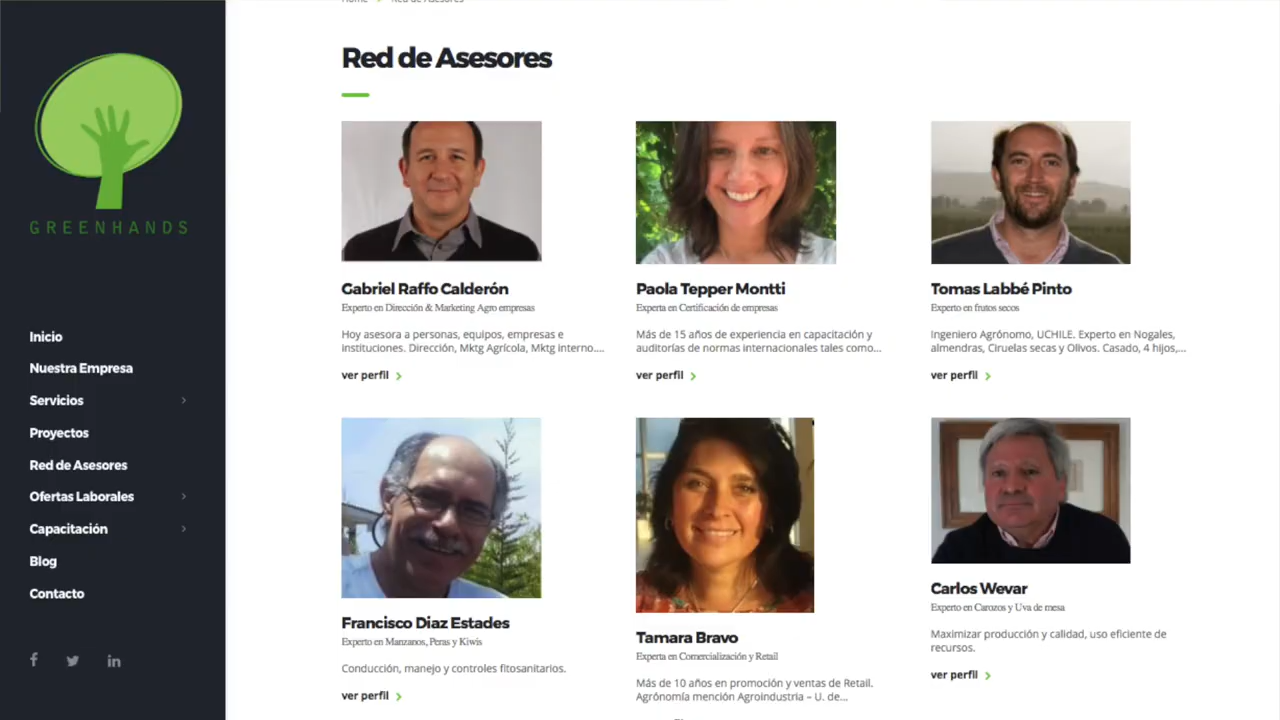 Home Red de Asesores
GREENHANDS
Inicio
Nuestra Empresa
Servicios
Proyectos
Red de Asesores
Ofertas Laborales
Capacitación
Blog
Contacto
Red de Asesores
Gabriel Raffo Calderón
Experto en Dirección & Marketing Agro empresas
Hoy asesora a personas, equipos, empresas e
instituciones. Dirección, Mktg Agrícola, Mktg interno....
ver perfil
Paola Tepper Montti
Experta en Certificación de empresas
Más de 15 años de experiencia en capacitación y
auditorías de normas internacionales tales como...
ver perfil
Tomas Labbé Pinto
Experto en frutos secos
Ingeniero Agrónomo, UCHILE. Experto en Nogales,
almendras, Ciruelas secas y Olivos. Casado, 4 hijos,...
ver perfil
Francisco Diaz Estades
Experto en Manzanos, Peras y Kiwis
Conducción, manejo y controles fitosanitarios.
ver perfil
Tamara Bravo
Experta en Comercialización y Retail
Más de 10 años en promoción y ventas de Retail.
Agrónomía mención Agroindustria – U. de...
Carlos Wevar
Experto en Carozos y Uva de mesa
Maximizar producción y calidad, uso eficiente de
recursos.
ver perfil